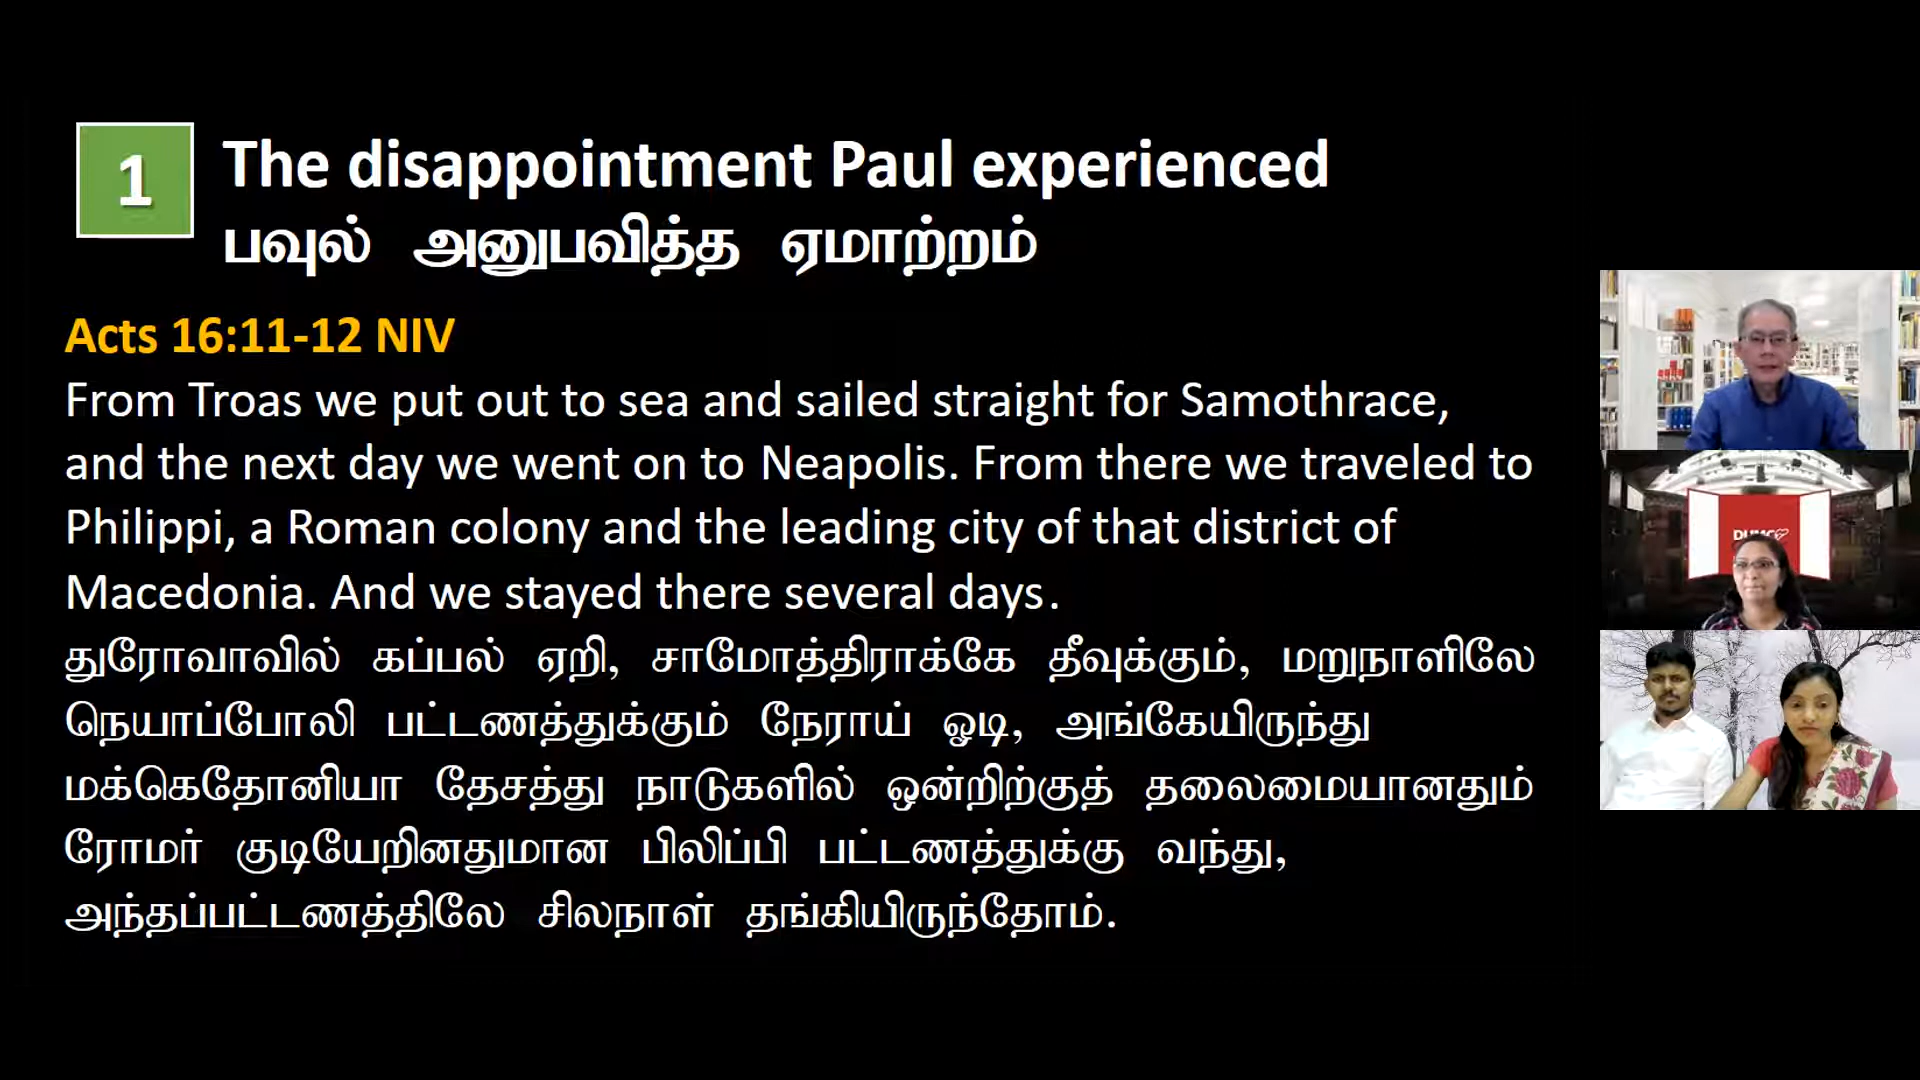 1
The disappointment Paul experienced
பவுல் அனுபவித்த ஏமாற்றம்
Acts 16:11-12 NIV
From Troas we put out to sea and sailed straight for Samothrace,
and the next day we went on to Neapolis. From there we traveled to
Philippi, a Roman colony and the leading city of that district of
Macedonia. And we stayed there several days.
துரோவாவில் கப்பல் ஏறி, சாமோத்திராக்கே தீவுக்கும், மறுநாளிலே
நெயாப்போலி பட்டணத்துக்கும் நேராய் ஓடி, அங்கேயிருந்து
மக்கெதோனியா தேசத்து நாடுகளில் ஒன்றிற்குத் தலைமையானதும்
ரோமர் குடியேறினதுமான பிலிப்பி பட்டணத்துக்கு வந்து,
அந்தப்பட்டணத்திலே சிலநாள் தங்கியிருந்தோம்.
DUMC